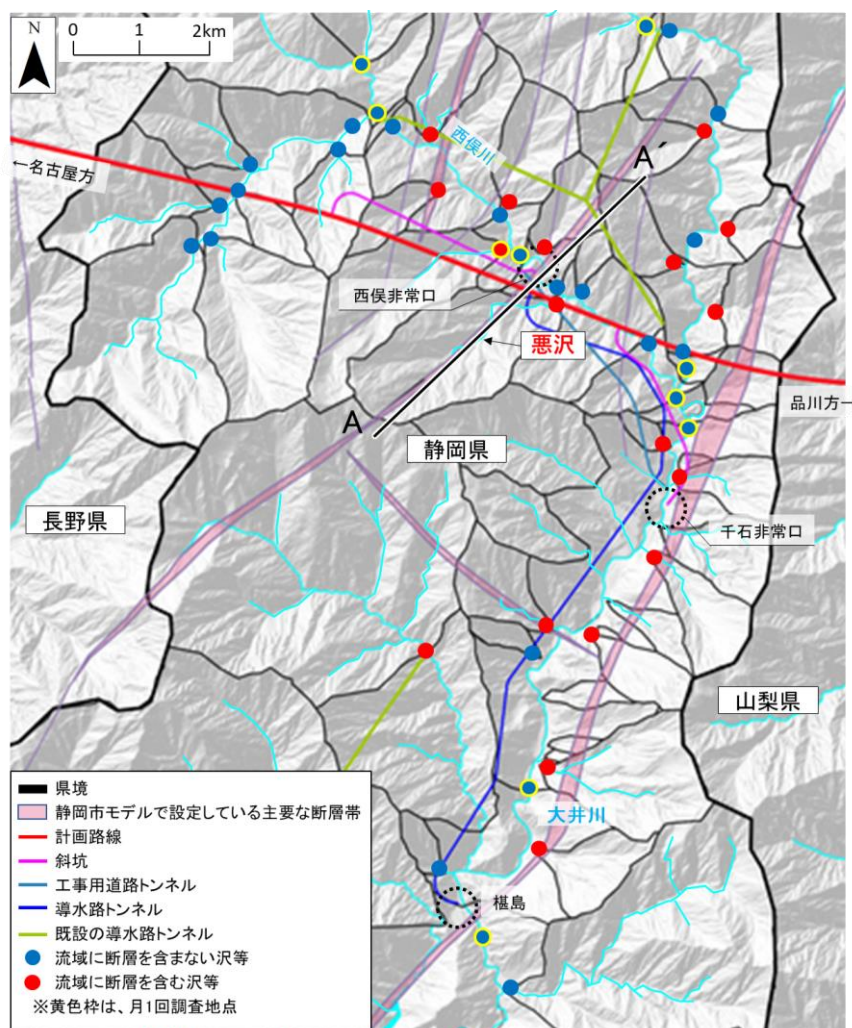 N
0 1 2km
←名古屋方
西俣川
A´
西俣非常口
悪沢
品川方→
A
静岡県
長野県
千石非常口
山梨県
大井川
椹島
県境
静岡市モデルで設定している主要な断層帯
計画路線
斜坑
工事用道路トンネル
導水路トンネル
既設の導水路トンネル
流域に断層を含まない沢等
流域に断層を含む沢等
※黄色枠は、月1回調査地点